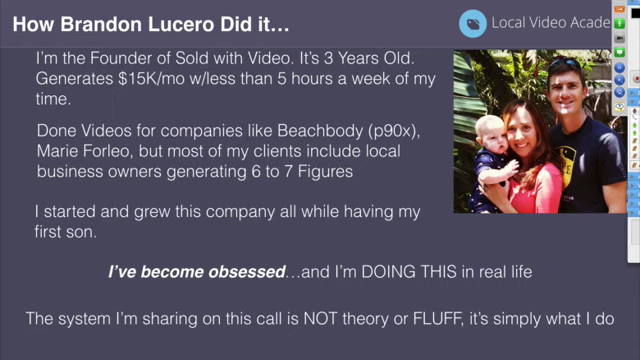 How Brandon Lucero Did it…
Local Video Acade
I'm the Founder of Sold with Video. It's 3 Years Old.
Generates $15K/mo w/less than 5 hours a week of my
time.
Done Videos for companies like Beachbody (p90x),
Marie Forleo, but most of my clients include local
business owners generating 6 to 7 Figures
I started and grew this company all while having my
first son.
I've become obsessed…and I'm DOING THIS in real life
The system I'm sharing on this call is NOT theory or FLUFF, it's simply what I do